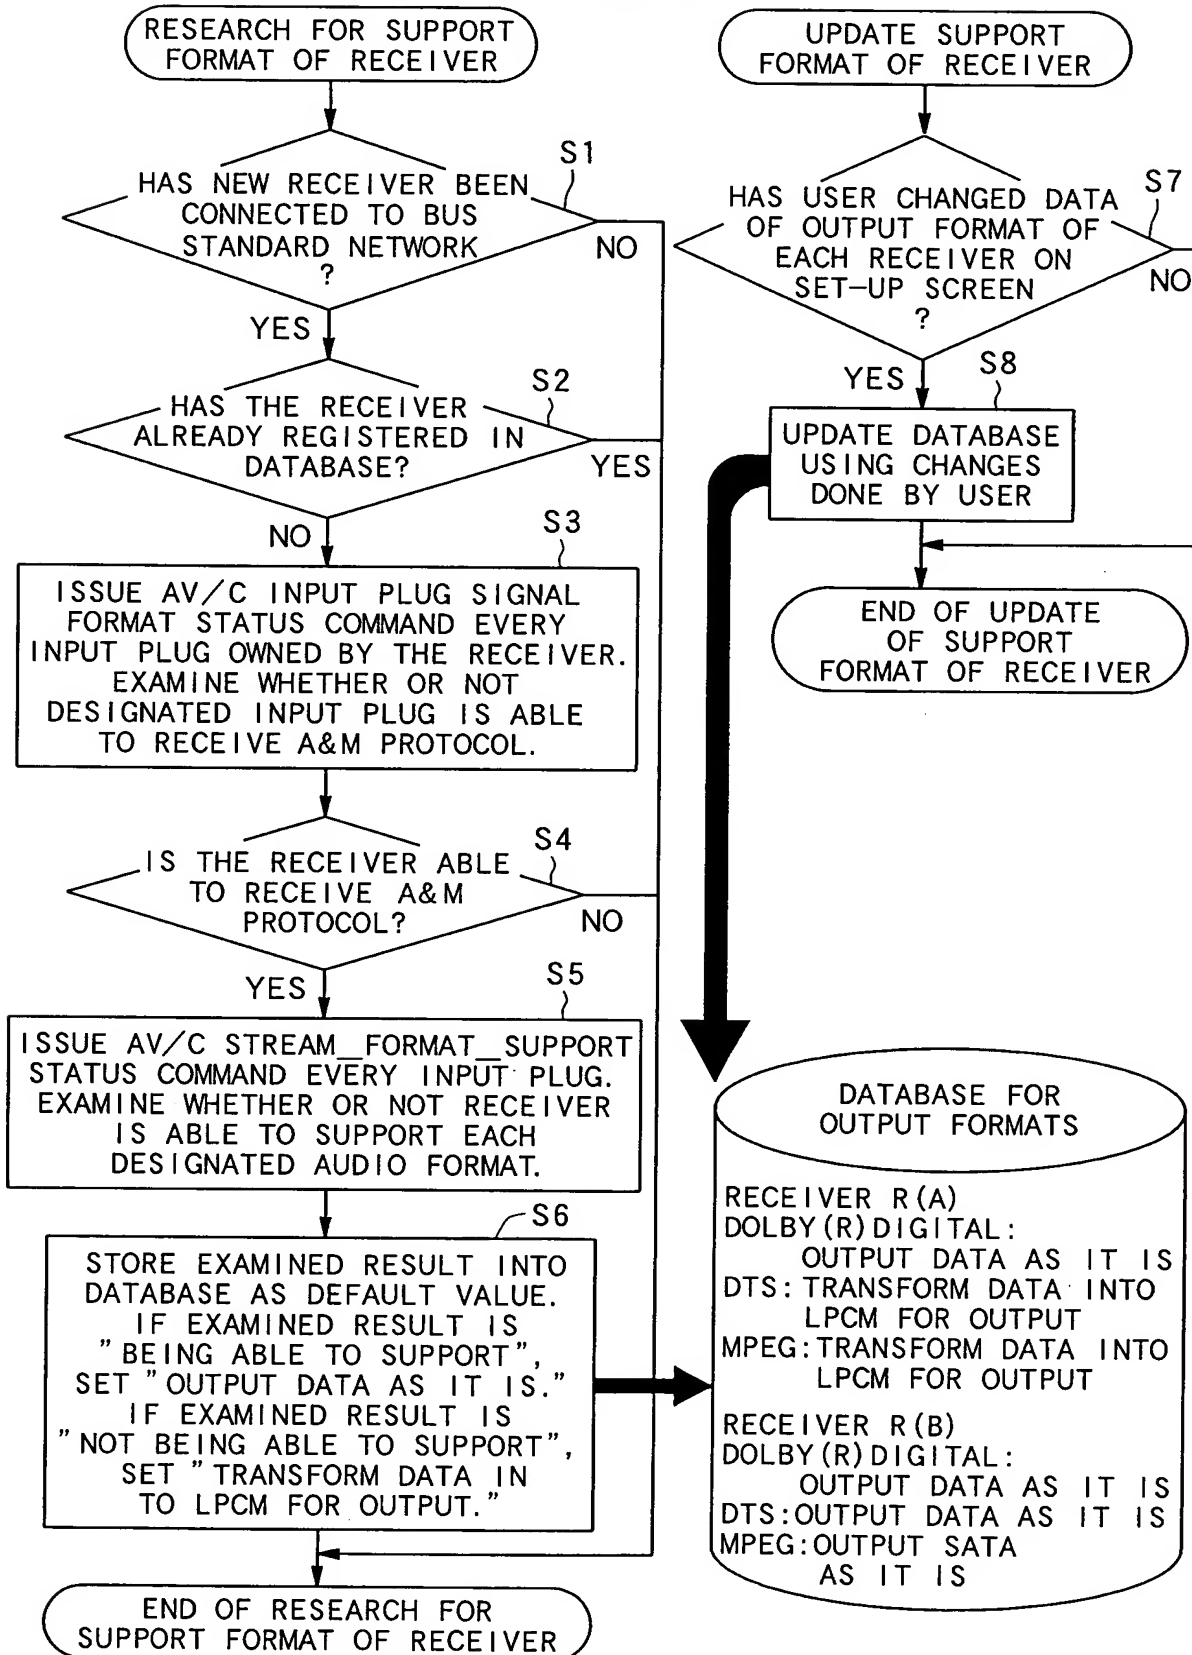 RESEARCH FOR SUPPORT
FORMAT OF RECEIVER
S1
HAS NEW RECEIVER BEEN
CONNECTED TO BUS
STANDARD NETWORK
?
NO
YES
S2
HAS THE RECEIVER
ALREADY REGISTERED IN
DATABASE?
YES
NO
S3
ISSUE AV/C INPUT PLUG SIGNAL
FORMAT STATUS COMMAND EVERY
INPUT PLUG OWNED BY THE RECEIVER.
EXAMINE WHETHER OR NOT
DESIGNATED INPUT PLUG IS ABLE
TO RECEIVE A&M PROTOCOL.
S4
IS THE RECEIVER ABLE
TO RECEIVE A&M
PROTOCOL?
NO
YES
S5
ISSUE AV/C STREAM_FORMAT_SUPPORT
STATUS COMMAND EVERY INPUT PLUG.
EXAMINE WHETHER OR NOT RECEIVER
IS ABLE TO SUPPORT EACH
DESIGNATED AUDIO FORMAT.
S6
STORE EXAMINED RESULT INTO
DATABASE AS DEFAULT VALUE.
IF EXAMINED RESULT IS
"BEING ABLE TO SUPPORT",
SET "OUTPUT DATA AS IT IS."
IF EXAMINED RESULT IS
"NOT BEING ABLE TO SUPPORT",
SET "TRANSFORM DATA IN
TO LPCM FOR OUTPUT."
END OF RESEARCH FOR
SUPPORT FORMAT OF RECEIVER
UPDATE SUPPORT
FORMAT OF RECEIVER
S7
HAS USER CHANGED DATA
OF OUTPUT FORMAT OF
EACH RECEIVER ON
SET-UP SCREEN
?
NO
YES
S8
UPDATE DATABASE
USING CHANGES
DONE BY USER
END OF UPDATE
OF SUPPORT
FORMAT OF RECEIVER
DATABASE FOR
OUTPUT FORMATS
RECEIVER R(A)
DOLBY(R)DIGITAL:
OUTPUT DATA AS IT IS
DTS:TRANSFORM DATA INTO
LPCM FOR OUTPUT
MPEG:TRANSFORM DATA INTO
LPCM FOR OUTPUT
RECEIVER R(B)
DOLBY(R)DIGITAL:
OUTPUT DATA AS IT IS
DTS:OUTPUT DATA AS IT IS
MPEG:OUTPUT SATA
AS IT IS